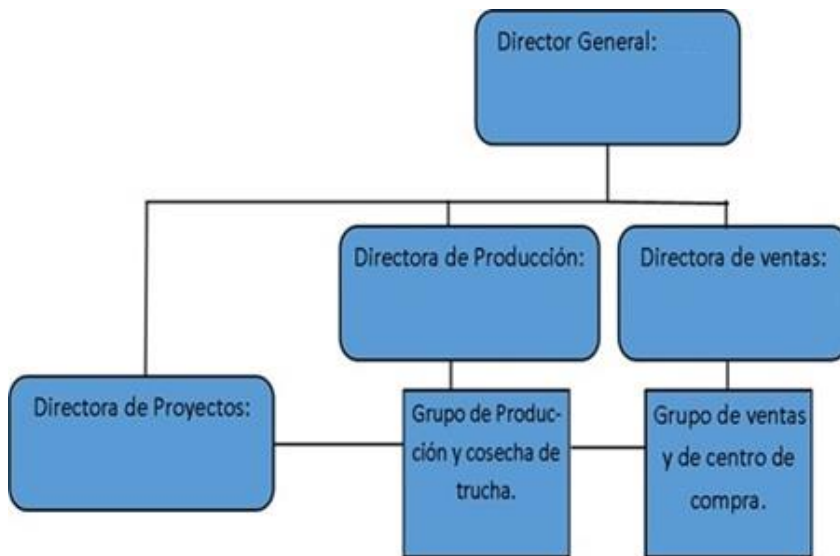 Director General:
Directora de Producción:
Directora de ventas:
Directora de Proyectos:
Grupo de Produc-
ción y cosecha de
trucha.
Grupo de ventas
y de centro de
compra.